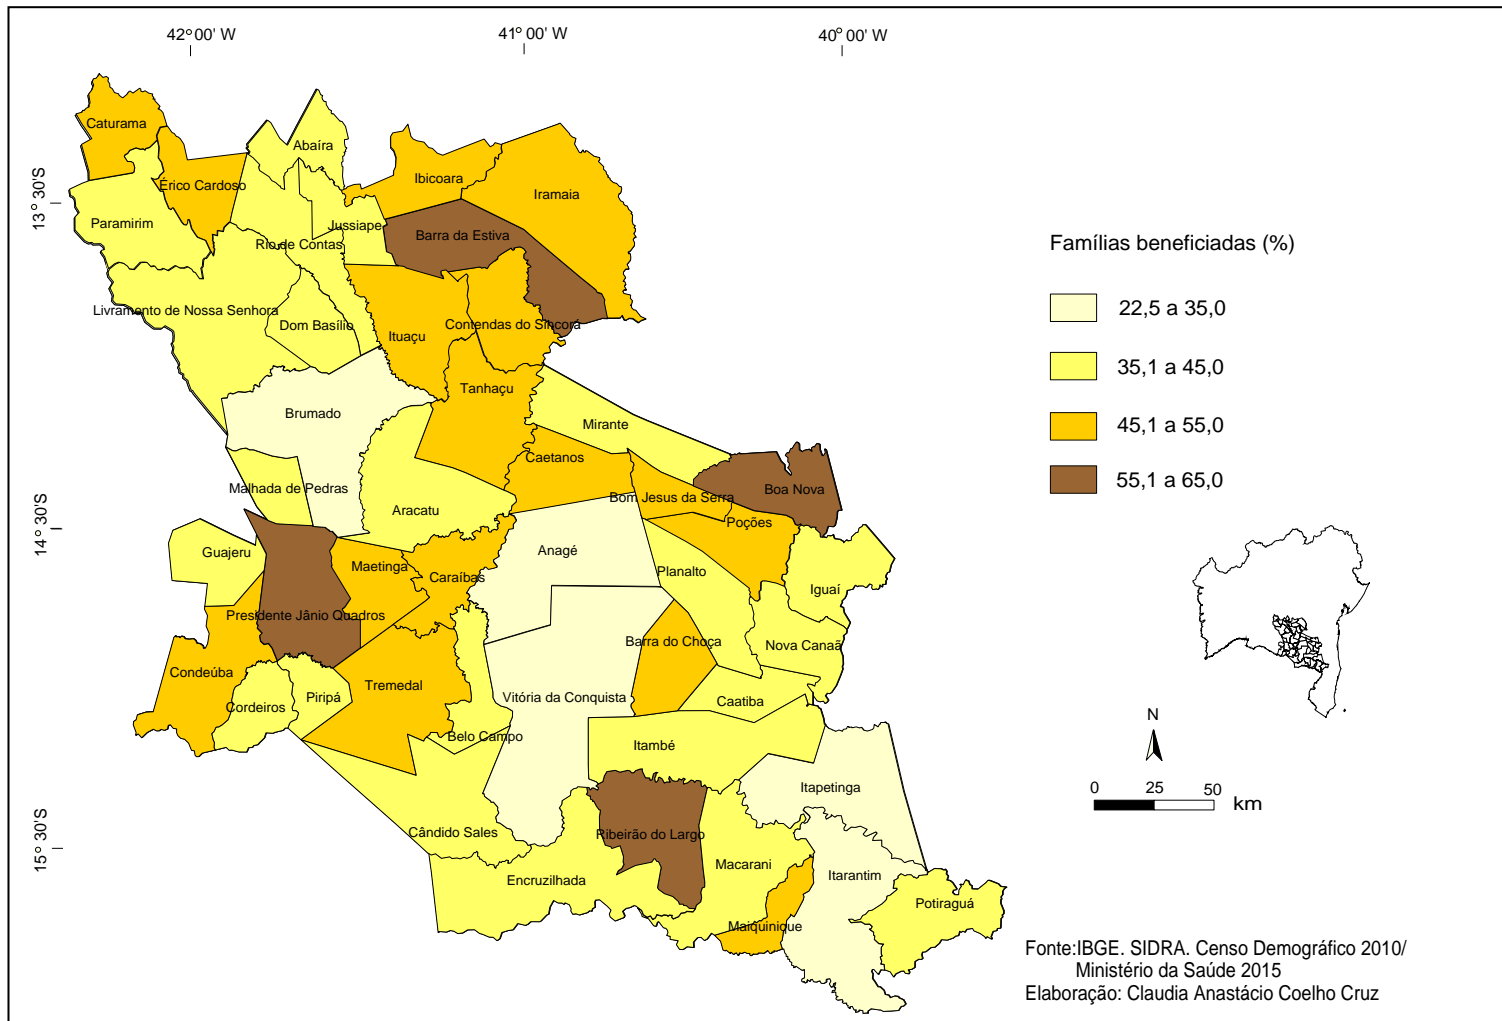 42° 00' W
41° 00' W
40° 00' W
13° 30'S
14° 30'S
15° 30'S
Caturama
Abaíra
Érico Cardoso
Ibicoara
Iramaia
Paramirim
Jussiape
Barra da Estiva
Rio de Contas
Livramento de Nossa Senhora
Dom Basílio
Ituaçu
Contendas do Sincorá
Tanhaçu
Brumado
Mirante
Caetanos
Malhada de Pedras
Bom Jesus da Serra
Boa Nova
Aracatu
Poções
Guajeru
Anagé
Maetinga
Caraíbas
Planalto
Iguaí
Presidente Jânio Quadros
Barra do Choça
Nova Canaã
Condeúba
Tremedal
Piripá
Vitória da Conquista
Caatiba
Cordeiros
Belo Campo
Itambé
Itapetinga
Cândido Sales
Ribeirão do Largo
Macarani
Itarantim
Encruzilhada
Potiraguá
Maiquinique
Famílias beneficiadas (%)
22,5 a 35,0
35,1 a 45,0
45,1 a 55,0
55,1 a 65,0
N
0 25 50 km
Fonte:IBGE. SIDRA. Censo Demográfico 2010/
Ministério da Saúde 2015
Elaboração: Claudia Anastácio Coelho Cruz